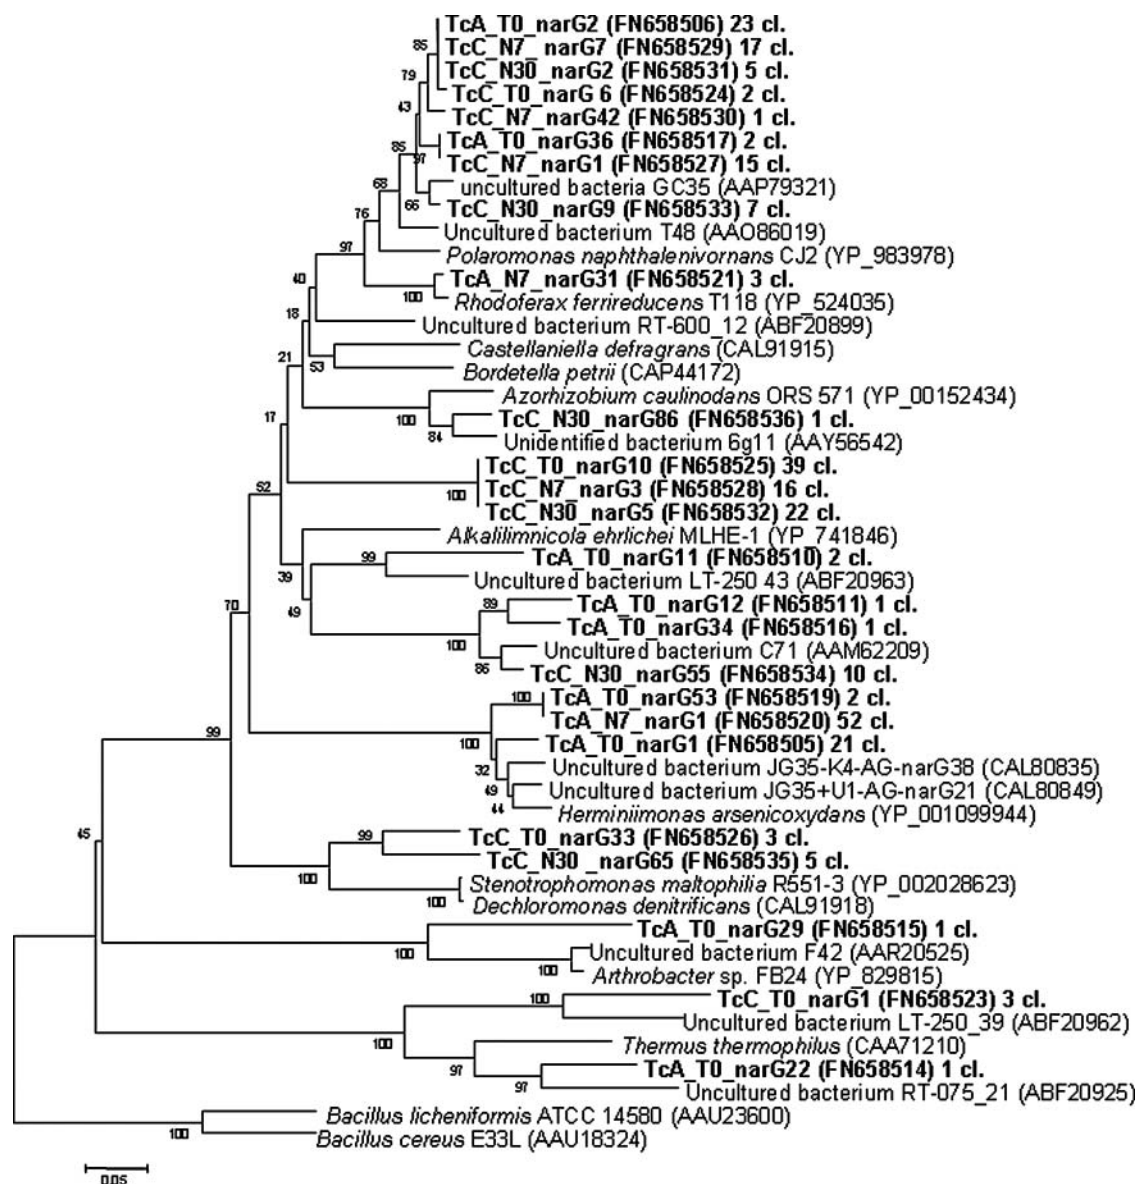 TcA_T0_narG2 (FN658506) 23 cl.
85
TcC_N7_ narG7 (FN658529) 17 cl.
TcC_N30_narG2 (FN658531) 5 cl.
79
TcC_T0_narG 6 (FN658524) 2 cl.
43
TcC_N7_narG42 (FN658530) 1 cl.
TcA_T0_narG36 (FN658517) 2 cl.
85
97
TcC_N7_narG1 (FN658527) 15 cl.
68
uncultured bacteria GC35 (AAP79321)
66
TcC_N30_narG9 (FN658533) 7 cl.
76
Uncultured bacterium T48 (AAO86019)
97
Polaromonas naphthalenivornans CJ2 (YP_983978)
40
TcA_N7_narG31 (FN658521) 3 cl.
100
Rhodoferax ferrireducens T118 (YP_524035)
18
Uncultured bacterium RT-600_12 (ABF20899)
Castellaniella defragrans (CAL91915)
21
53
Bordetella petrii (CAP44172)
Azorhizobium caulinodans ORS 571 (YP_00152434)
17
100
TcC_N30_narG86 (FN658536) 1 cl.
84
Unidentified bacterium 6g11 (AAY56542)
TcC_T0_narG10 (FN658525) 39 cl.
52
100
TcC_N7_narG3 (FN658528) 16 cl.
TcC_N30_narG5 (FN658532) 22 cl.
Alkalilimnicola ehrlichei MLHE-1 (YP_741846)
99
TcA_T0_narG11 (FN658510) 2 cl.
39
Uncultured bacterium LT-250 43 (ABF20963)
70
49
89
TcA_T0_narG12 (FN658511) 1 cl.
TcA_T0_narG34 (FN658516) 1 cl.
100
Uncultured bacterium C71 (AAM62209)
86
TcC_N30_narG55 (FN658534) 10 cl.
100
TcA_T0_narG53 (FN658519) 2 cl.
TcA_N7_narG1 (FN658520) 52 cl.
99
100
TcA_T0_narG1 (FN658505) 21 cl.
32
Uncultured bacterium JG35-K4-AG-narG38 (CAL80835)
49
Uncultured bacterium JG35+U1-AG-narG21 (CAL80849)
44
Herminiimonas arsenicoxydans (YP_001099944)
45
99
TcC_T0_narG33 (FN658526) 3 cl.
TcC_N30 _narG65 (FN658535) 5 cl.
100
Stenotrophomonas maltophilia R551-3 (YP_002028623)
100
Dechloromonas denitrificans (CAL91918)
TcA_T0_narG29 (FN658515) 1 cl.
100
Uncultured bacterium F42 (AAR20525)
100
Arthrobacter sp. FB24 (YP_829815)
100
TcC_T0_narG1 (FN658523) 3 cl.
Uncultured bacterium LT-250_39 (ABF20962)
100
Thermus thermophilus (CAA71210)
97
TcA_T0_narG22 (FN658514) 1 cl.
97
Uncultured bacterium RT-075_21 (ABF20925)
Bacillus licheniformis ATCC 14580 (AAU23600)
100
Bacillus cereus E33L (AAU18324)
0.05